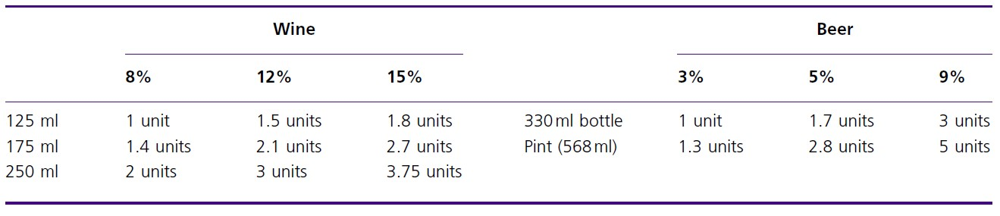 Wine Beer
8% 12% 15% 3% 5% 9%
125 ml 1 unit 1.5 units 1.8 units 330 ml bottle 1 unit 1.7 units 3 units
175 ml 1.4 units 2.1 units 2.7 units Pint (568 ml) 1.3 units 2.8 units 5 units
250 ml 2 units 3 units 3.75 units